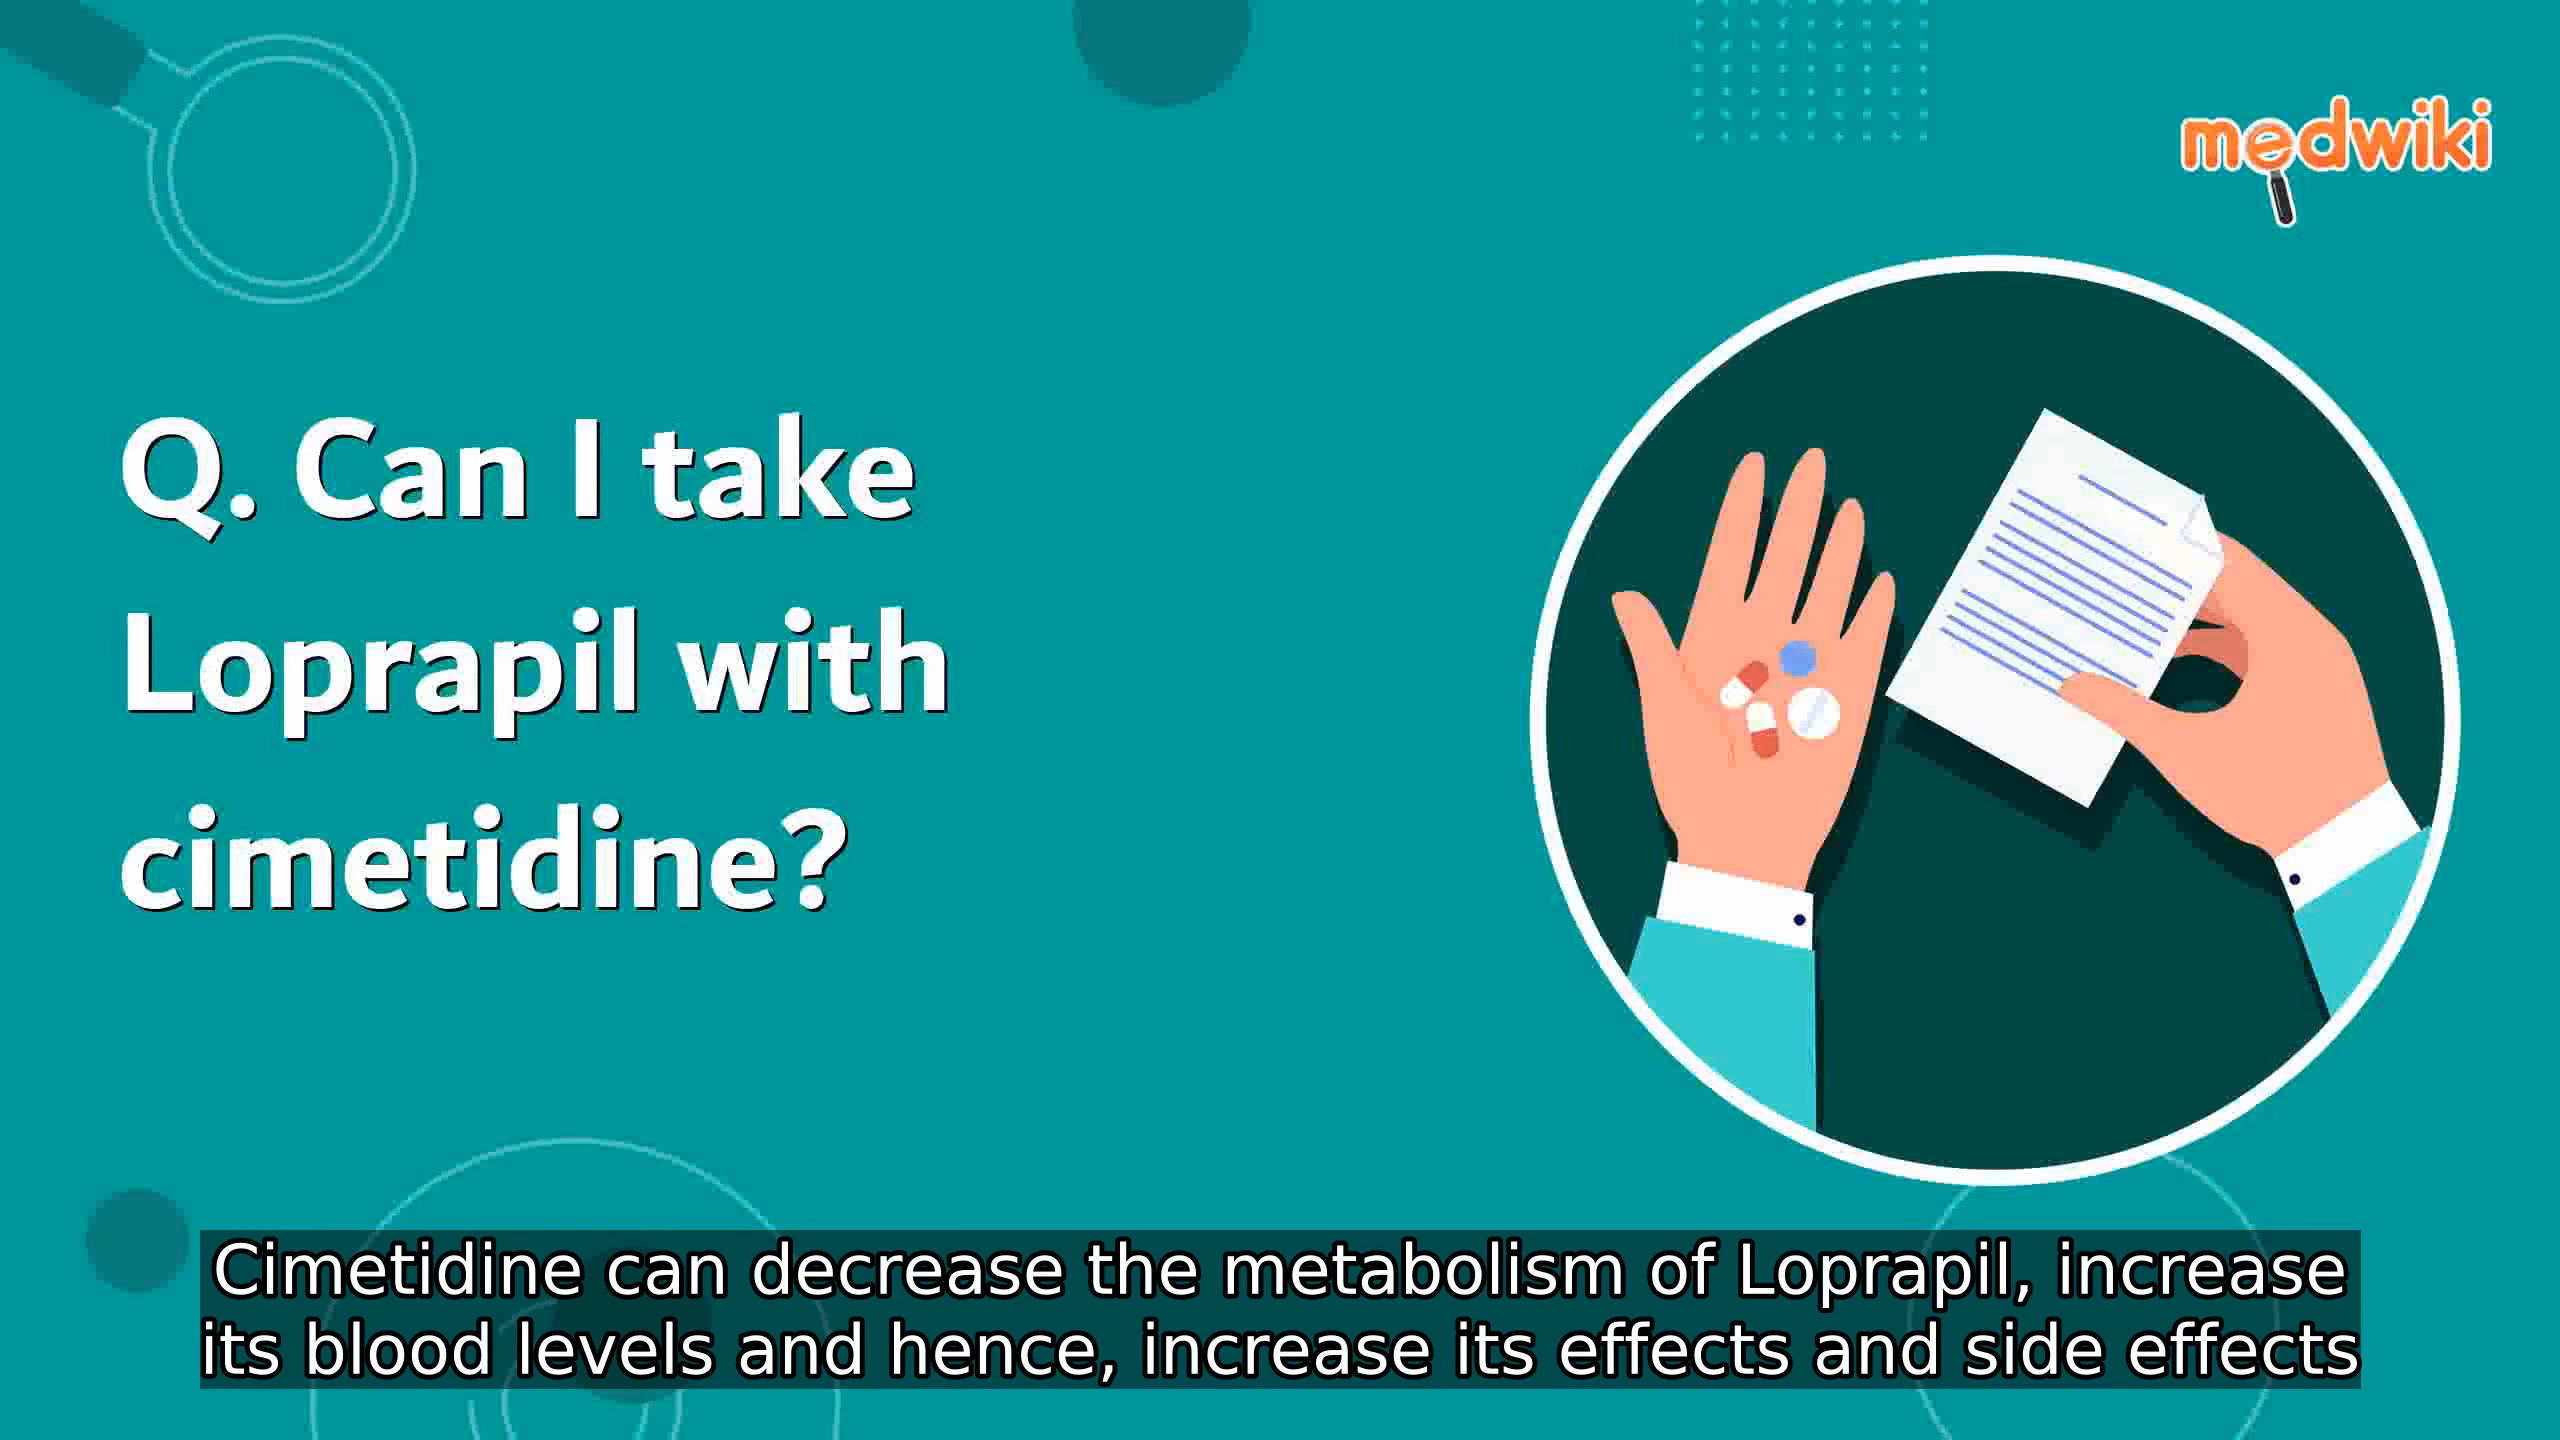 medwiki
Q. Can I take
Loprapil with
cimetidine?
Cimetidine can decrease the metabolism of Loprapil, increase
its blood levels and hence, increase its effects and side effects